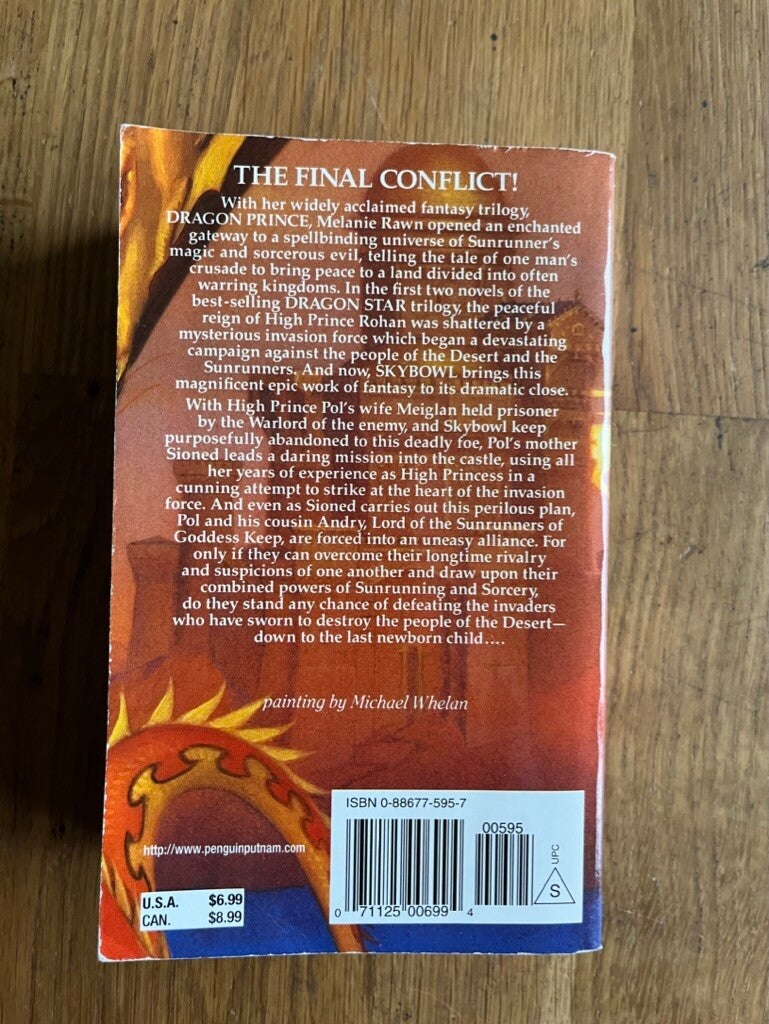 THE FINAL CONFLICT!
With her widely acclaimed fantasy trilogy,
DRAGON PRINCE, Melanie Rawn opened an enchanted
gateway to a spellbinding universe of Sunrunner's
magic and sorcerous evil, telling the tale of one man's
crusade to bring peace to a land divided into often
warring kingdoms. In the first two novels of the
best-selling DRAGON STAR trilogy, the peaceful
reign of High Prince Rohan was shattered by a
mysterious invasion force which began a devastating
campaign against the people of the Desert and the
Sunrunners. And now, SKYBOWL brings this
magnificent epic work of fantasy to its dramatic close.
With High Prince Pol's wife Meiglan held prisoner
by the Warlord of the enemy, and Skybowl keep
purposefully abandoned to this deadly foe, Pol's mother
Sioned leads a daring mission into the castle, using all
her years of experience as High Princess in a
cunning attempt to strike at the heart of the invasion
force. And even as Sioned carries out this perilous plan,
Pol and his cousin Andry, Lord of the Sunrunners of
Goddess Keep, are forced into an uneasy alliance. For
only if they can overcome their longtime rivalry
and suspicions of one another and draw upon their
combined powers of Sunrunning and Sorcery,
do they stand any chance of defeating the invaders
who have sworn to destroy the people of the Desert—
down to the last newborn child....
painting by Michael Whelan
http://www.penguinputnam.com
U.S.A. $6.99
CAN. $8.99
ISBN 0-88677-595-7
00595
0 71125 00699 4
UPC
S